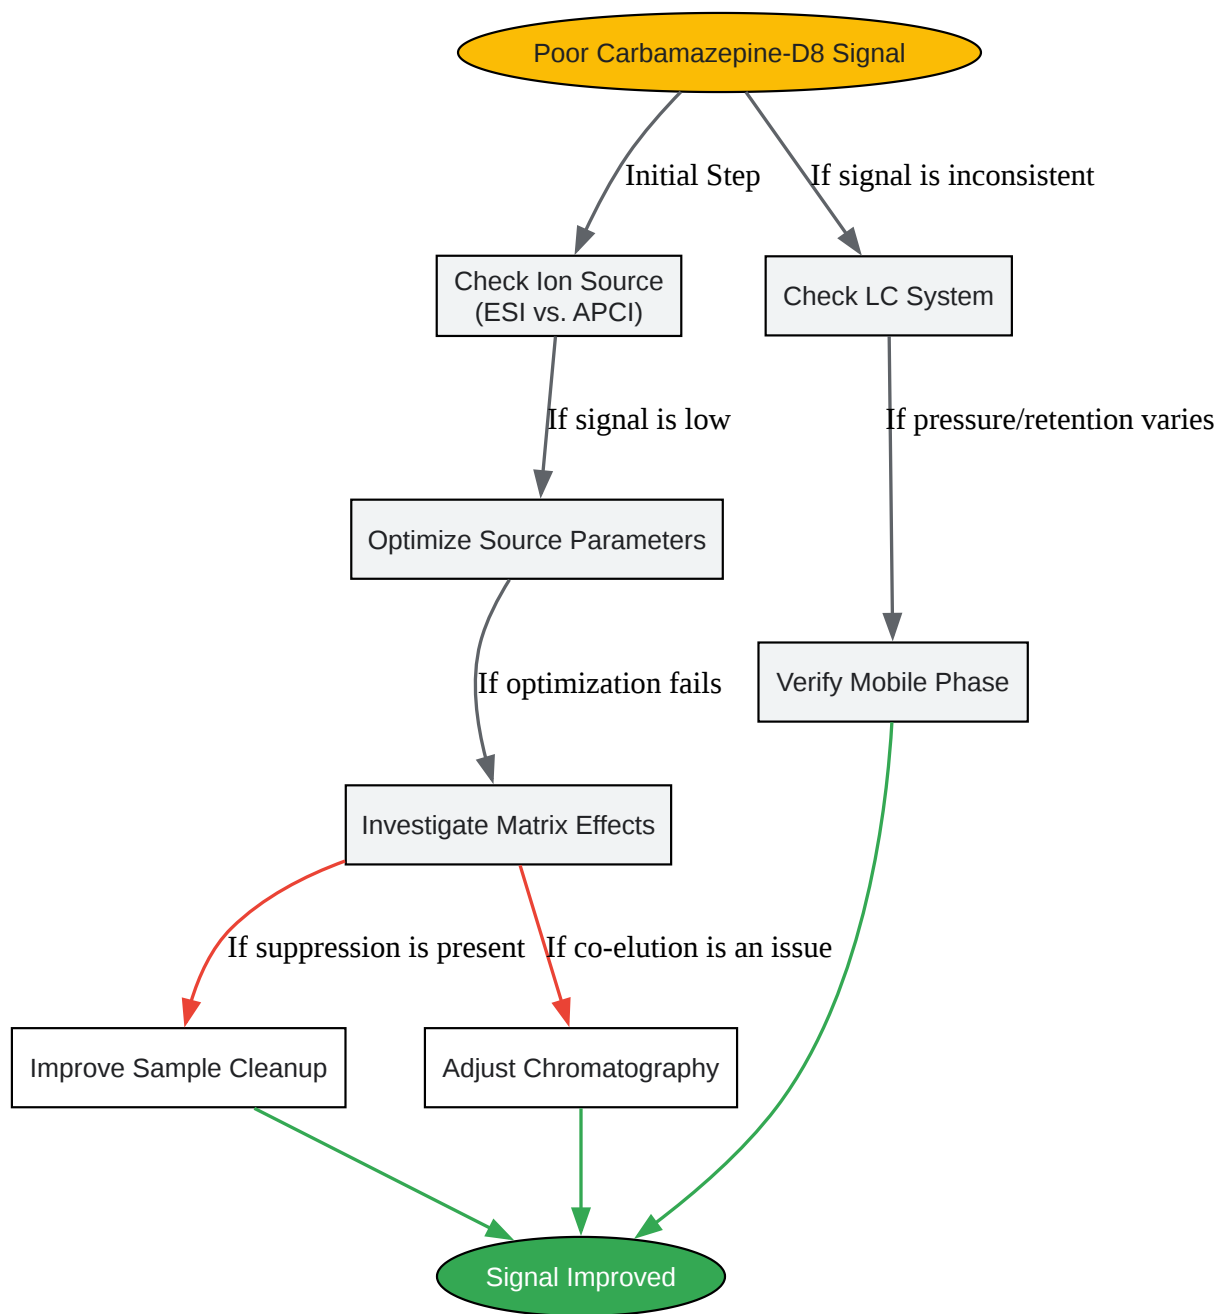 Poor Carbamazepine-D8 Signal
Initial Step
If signal is inconsistent
Check Ion Source
(ESI vs. APCI)
Check LC System
If signal is low
If pressure/retention varies
Optimize Source Parameters
If optimization fails
Verify Mobile Phase
Investigate Matrix Effects
If suppression is present
If co-elution is an issue
Improve Sample Cleanup
Adjust Chromatography
Signal Improved